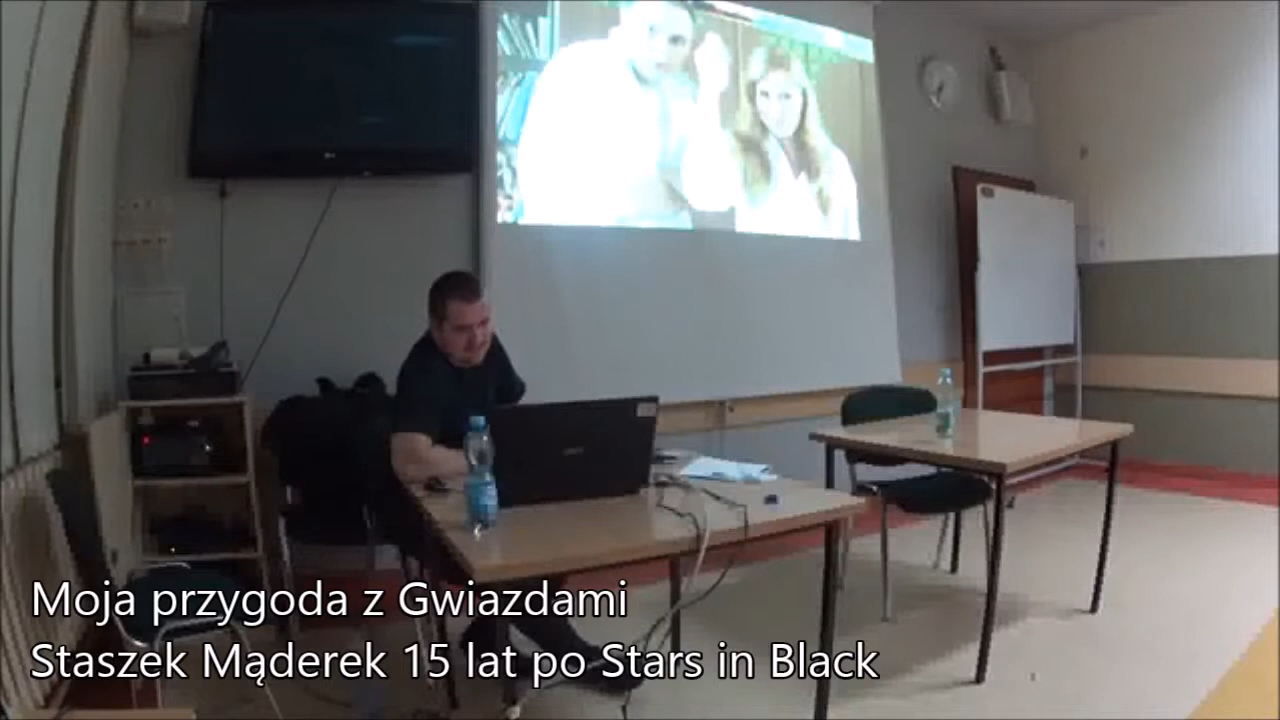 Moja przygoda z Gwiazdami
Staszek Mąderek 15 lat po Stars in Black